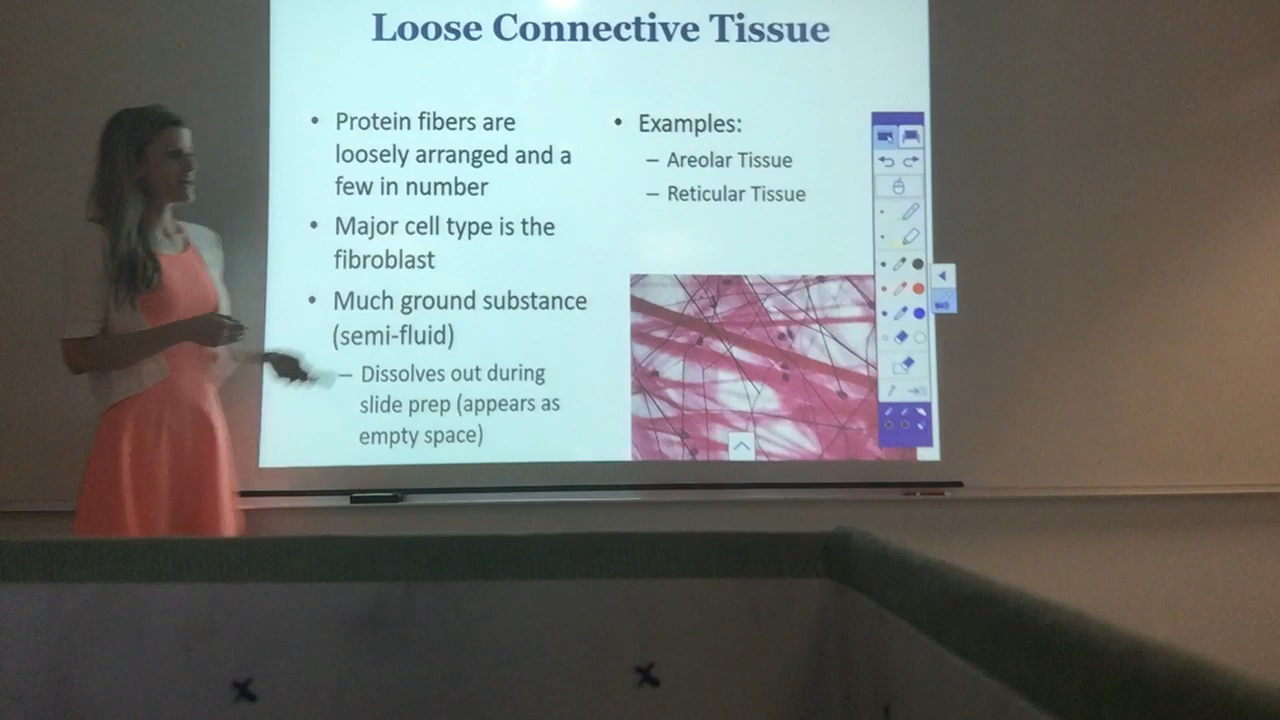 Loose Connective Tissue
• Protein fibers are
loosely arranged and a
few in number
• Major cell type is the
fibroblast
• Much ground substance
(semi-fluid)
– Dissolves out during
slide prep (appears as
empty space)
• Examples:
– Areolar Tissue
– Reticular Tissue